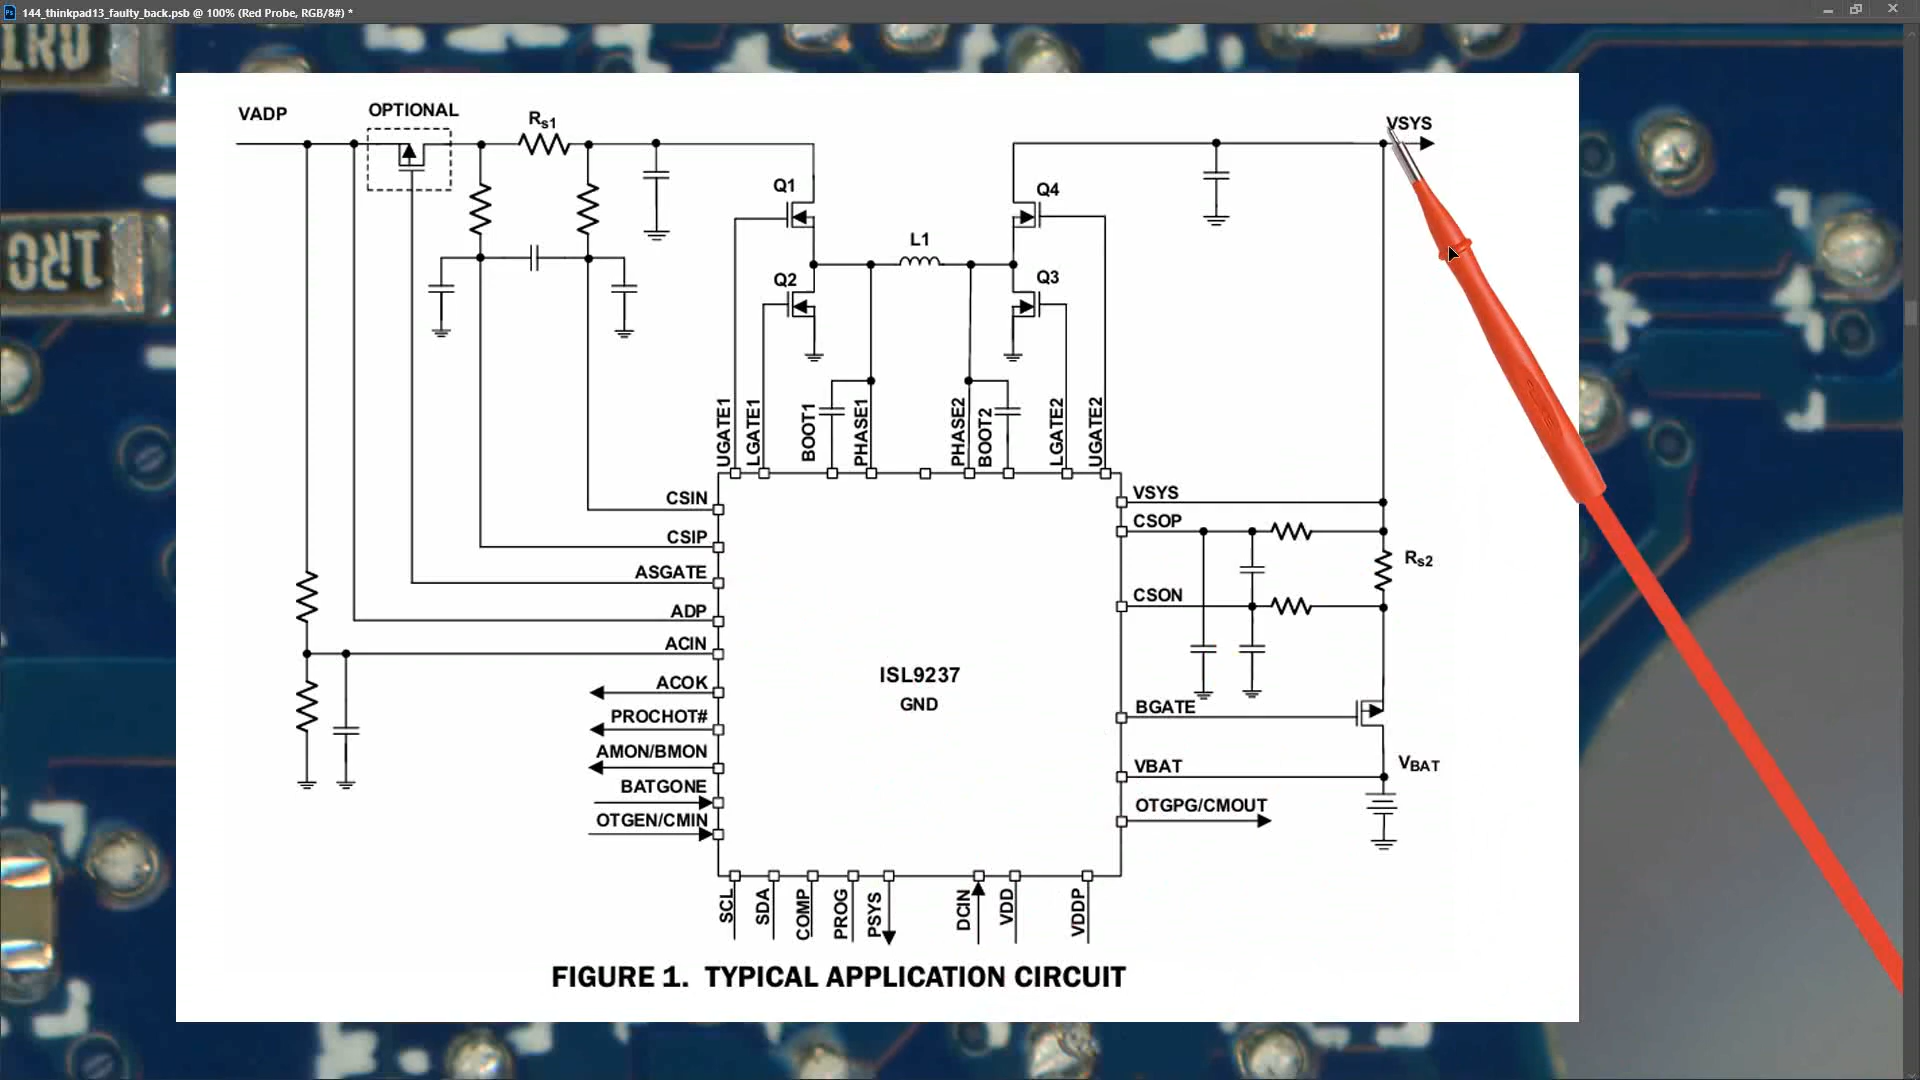 144_thinkpad13_faulty_back.psb @ 100% (Red Probe, RGB/8#) *
1R0
1R0
VADP
OPTIONAL
Rs1
VSYS
Q1
Q4
L1
Q2
Q3
UGATE1
LGATE1
BOOT1
PHASE1
PHASE2
BOOT2
LGATE2
UGATE2
CSIN
VSYS
CSOP
CSIP
Rs2
ASGATE
CSON
ADP
ACIN
ISL9237
GND
ACOK
PROCHOT#
BGATE
AMON/BMON
VBAT
VBAT
BATGONE
OTGPG/CMOUT
OTGEN/CMIN
SCL
SDA
COMP
PROG
PSYS
DCIN
VDD
VDDP
FIGURE 1. TYPICAL APPLICATION CIRCUIT